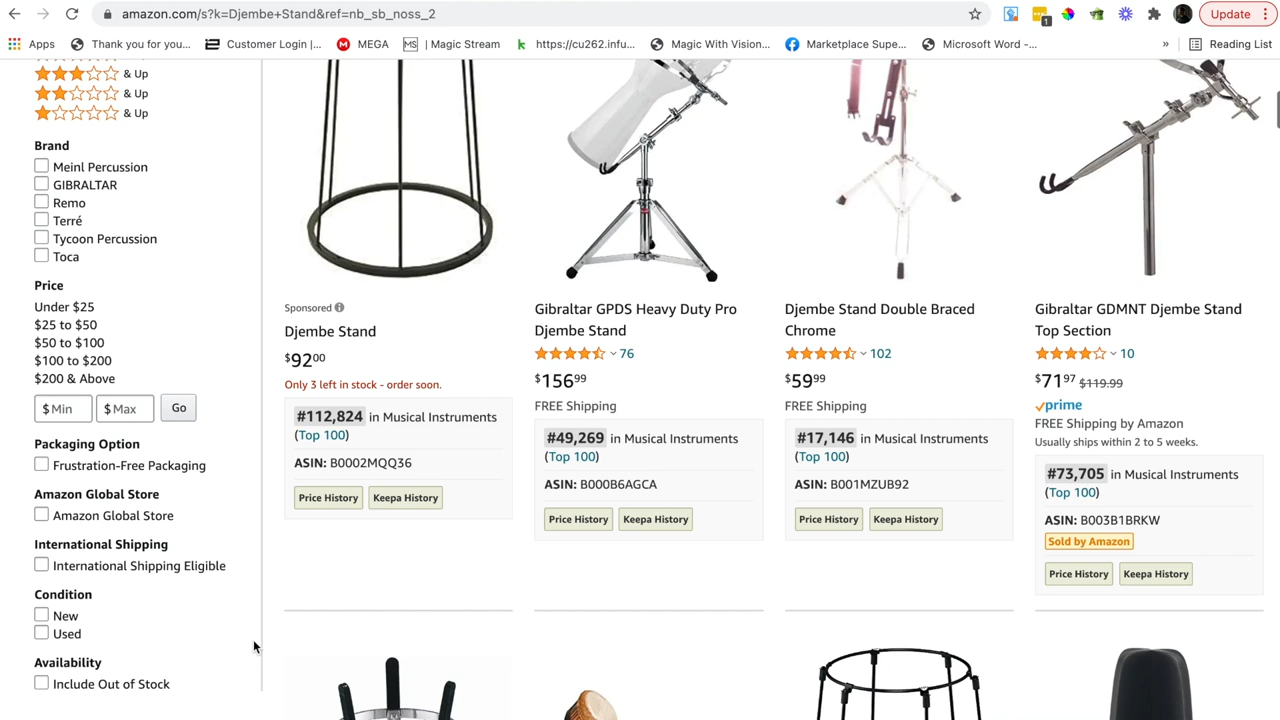 amazon.com/s?k=Djembe+Stand&ref=nb_sb_noss_2
1
Update
Apps
Thank you for you...
Customer Login |...
MEGA
MS | Magic Stream
k https://cu262.infu...
Magic With Vision...
Marketplace Supe...
Microsoft Word -...
»
Reading List
& Up
& Up
& Up
Brand
Meinl Percussion
GIBRALTAR
Remo
Terré
Tycoon Percussion
Toca
Price
Under $25
$25 to $50
$50 to $100
$100 to $200
$200 & Above
$ Min $ Max Go
Packaging Option
Frustration-Free Packaging
Amazon Global Store
Amazon Global Store
International Shipping
International Shipping Eligible
Condition
New
Used
Availability
Include Out of Stock
Sponsored
Djembe Stand
$9200
Only 3 left in stock - order soon.
#112,824 in Musical Instruments
(Top 100)
ASIN: B0002MQQ36
Price History Keepa History
Gibraltar GPDS Heavy Duty Pro
Djembe Stand
76
$15699
FREE Shipping
#49,269 in Musical Instruments
(Top 100)
ASIN: B000B6AGCA
Price History Keepa History
Djembe Stand Double Braced
Chrome
102
$5999
FREE Shipping
#17,146 in Musical Instruments
(Top 100)
ASIN: B001MZUB92
Price History Keepa History
Gibraltar GDMNT Djembe Stand
Top Section
10
$7197 $119.99
prime
FREE Shipping by Amazon
Usually ships within 2 to 5 weeks.
#73,705 in Musical Instruments
(Top 100)
ASIN: B003B1BRKW
Sold by Amazon
Price History Keepa History